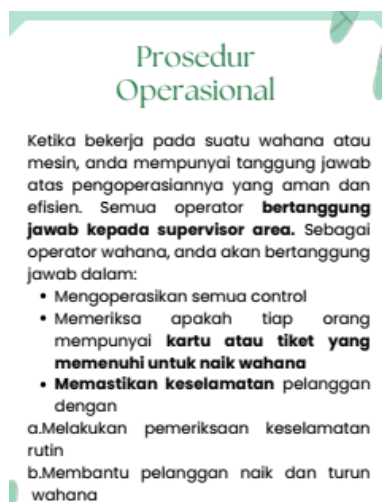 Prosedur
Operasional
Ketika bekerja pada suatu wahana atau
mesin, anda mempunyai tanggung jawab
atas pengoperasiannya yang aman dan
efisien. Semua operator bertanggung
jawab kepada supervisor area. Sebagai
operator wahana, anda akan bertanggung
jawab dalam:
• Mengoperasikan semua control
• Memeriksa apakah tiap orang
mempunyai kartu atau tiket yang
memenuhi untuk naik wahana
• Memastikan keselamatan pelanggan
dengan
a.Melakukan pemeriksaan keselamatan
rutin
b.Membantu pelanggan naik dan turun
wahana